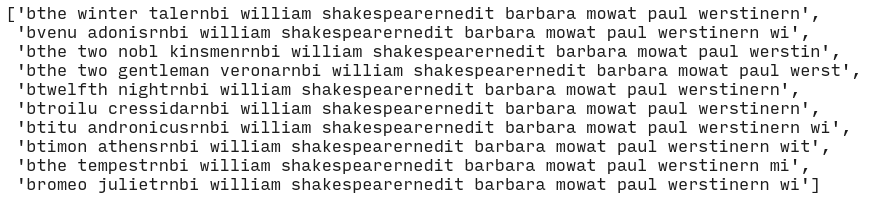 ['bthe winter talernbi william shakespearernedit barbara mowat paul werstinern',
'bvenu adonisrnbi william shakespearernedit barbara mowat paul werstinern wi',
'bthe two nobl kinsmenrnbi william shakespearernedit barbara mowat paul werstin',
'bthe two gentleman veronarnbi william shakespearernedit barbara mowat paul werst',
'btwelfth nightrnbi william shakespearernedit barbara mowat paul werstinern',
'btroilu cressidarnbi william shakespearernedit barbara mowat paul werstinern',
'btitu andronicusrnbi william shakespearernedit barbara mowat paul werstinern wi',
'btimon athensrnbi william shakespearernedit barbara mowat paul werstinern wit',
'bthe tempestrnbi william shakespearernedit barbara mowat paul werstinern mi',
'bromeo julietrnbi william shakespearernedit barbara mowat paul werstinern wi']